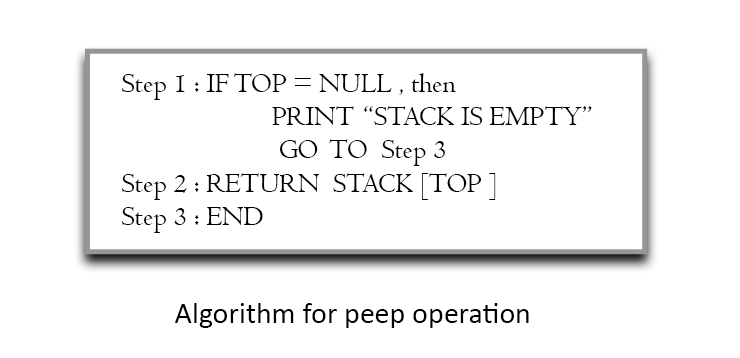 Step 1 : IF TOP = NULL , then
PRINT “STACK IS EMPTY”
GO TO Step 3
Step 2 : RETURN STACK [TOP ]
Step 3 : END
Algorithm for peep operation